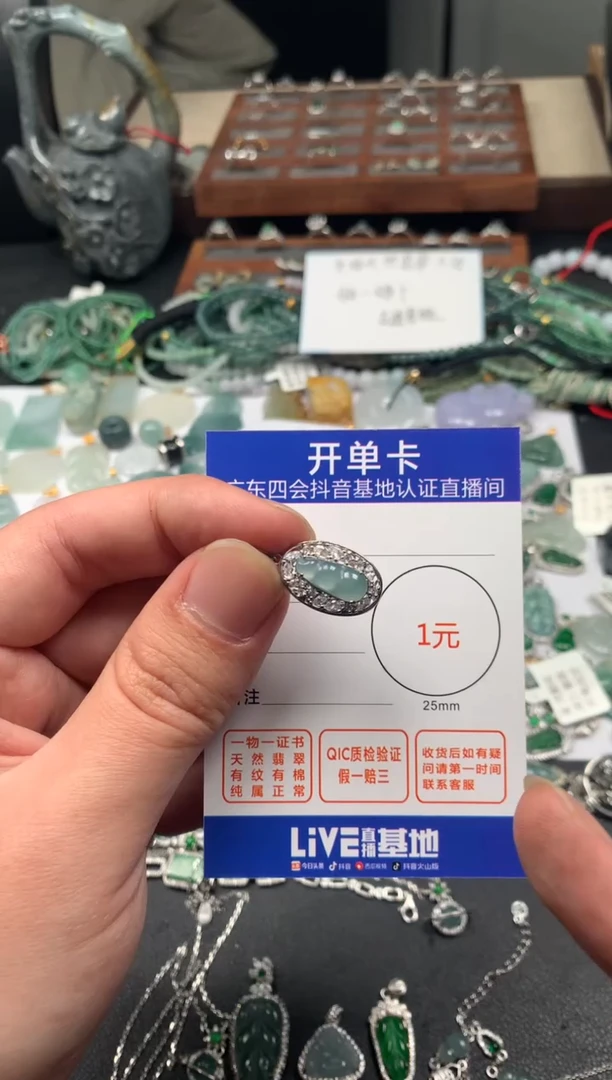 开单卡
东四会抖音基地认证直播间
1元
25mm
注
一物一证书
天然翡翠
有纹有棉
纯属正常
QIC质检验证
假一赔三
收货后如有疑
问请第一时间
联系客服
LiVE直播基地
今日头条 抖音 西瓜视频 抖音火山版